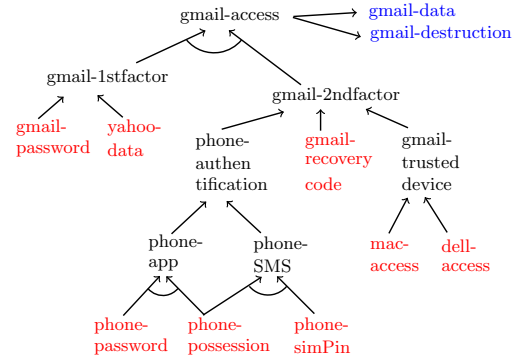 gmail-access
gmail-data
gmail-destruction
gmail-1stfactor
gmail-2ndfactor
gmail-
password
yahoo-
data
phone-
authen
tification
gmail-
recovery
code
gmail-
trusted
device
phone-
app
phone-
SMS
mac-
access
dell-
access
phone-
password
phone-
possession
phone-
simPin